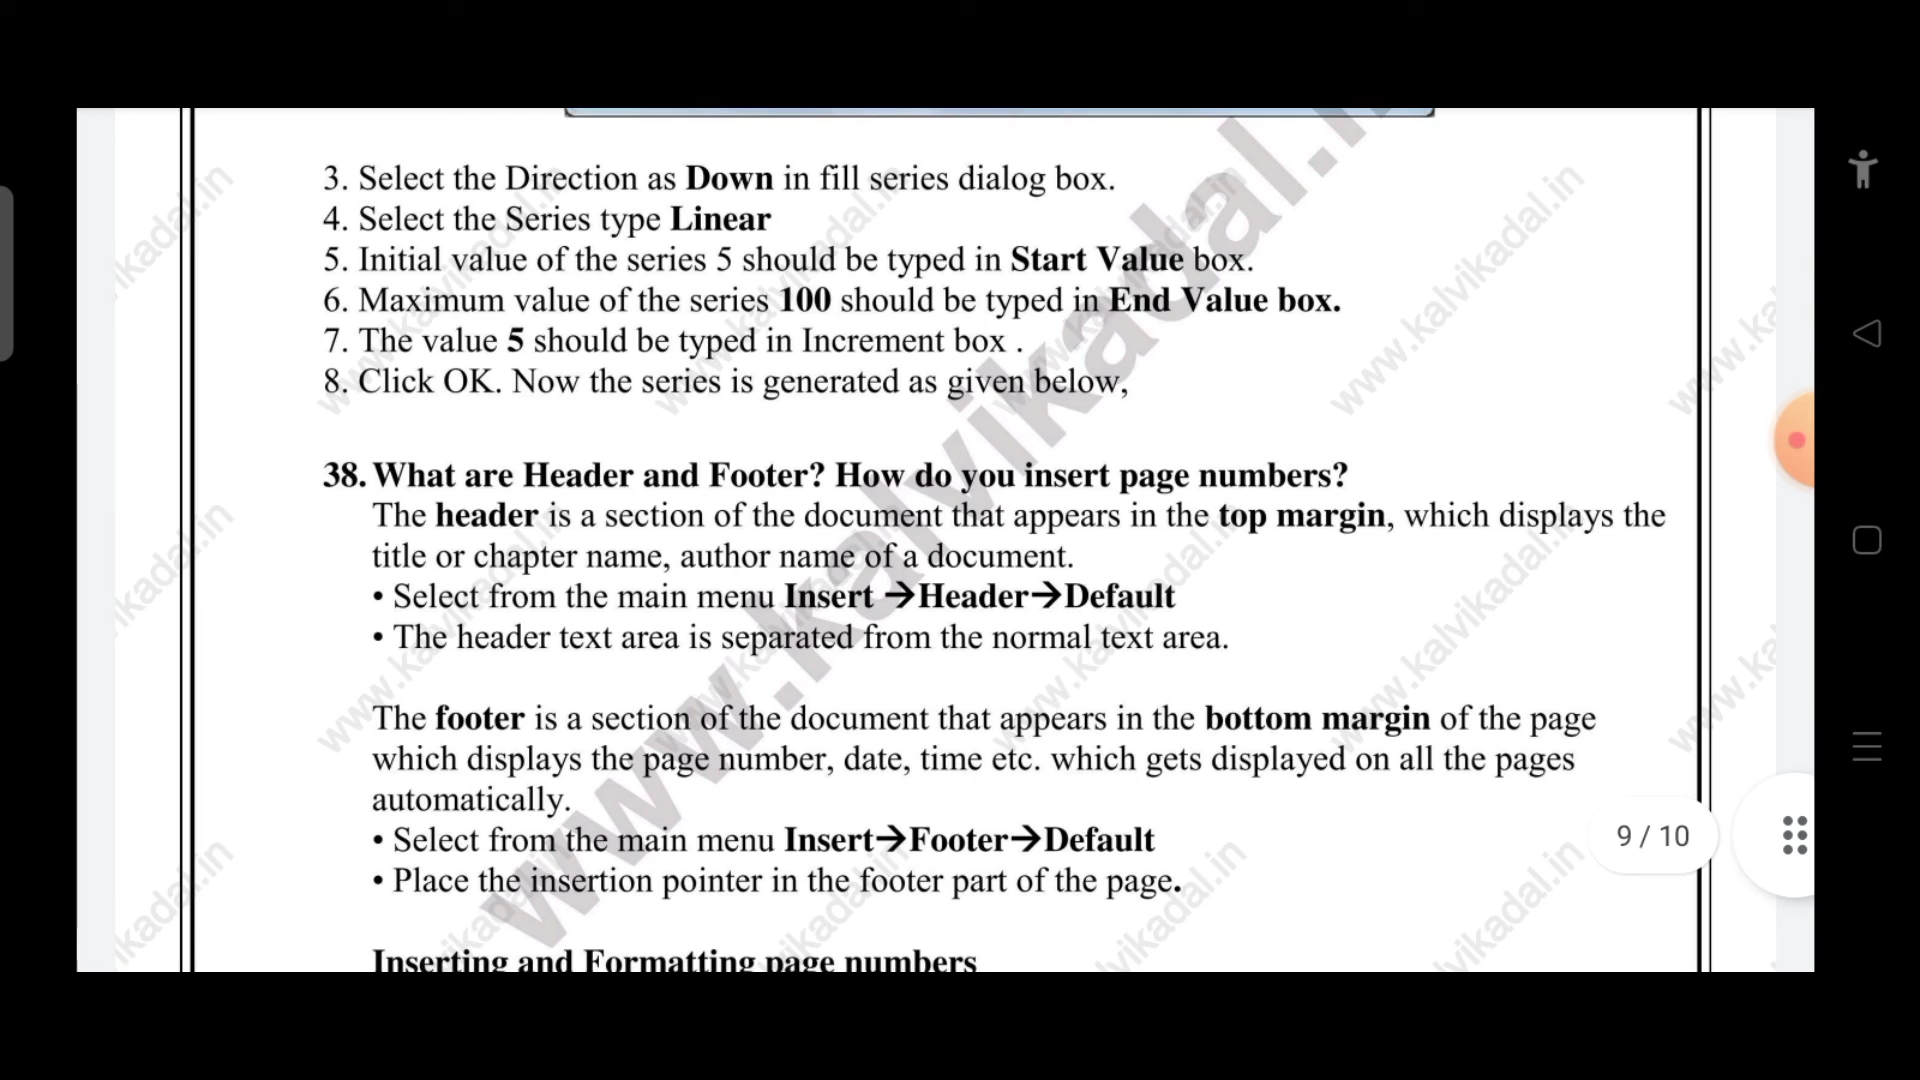 3. Select the Direction as Down in fill series dialog box.
4. Select the Series type Linear
5. Initial value of the series 5 should be typed in Start Value box.
6. Maximum value of the series 100 should be typed in End Value box.
7. The value 5 should be typed in Increment box .
8. Click OK. Now the series is generated as given below,
38. What are Header and Footer? How do you insert page numbers?
The header is a section of the document that appears in the top margin, which displays the
title or chapter name, author name of a document.
• Select from the main menu Insert →Header→Default
• The header text area is separated from the normal text area.
The footer is a section of the document that appears in the bottom margin of the page
which displays the page number, date, time etc. which gets displayed on all the pages
automatically.
• Select from the main menu Insert→Footer→Default
• Place the insertion pointer in the footer part of the page.
9 / 10
Inserting and Formatting page numbers
www.kalvikadal.in